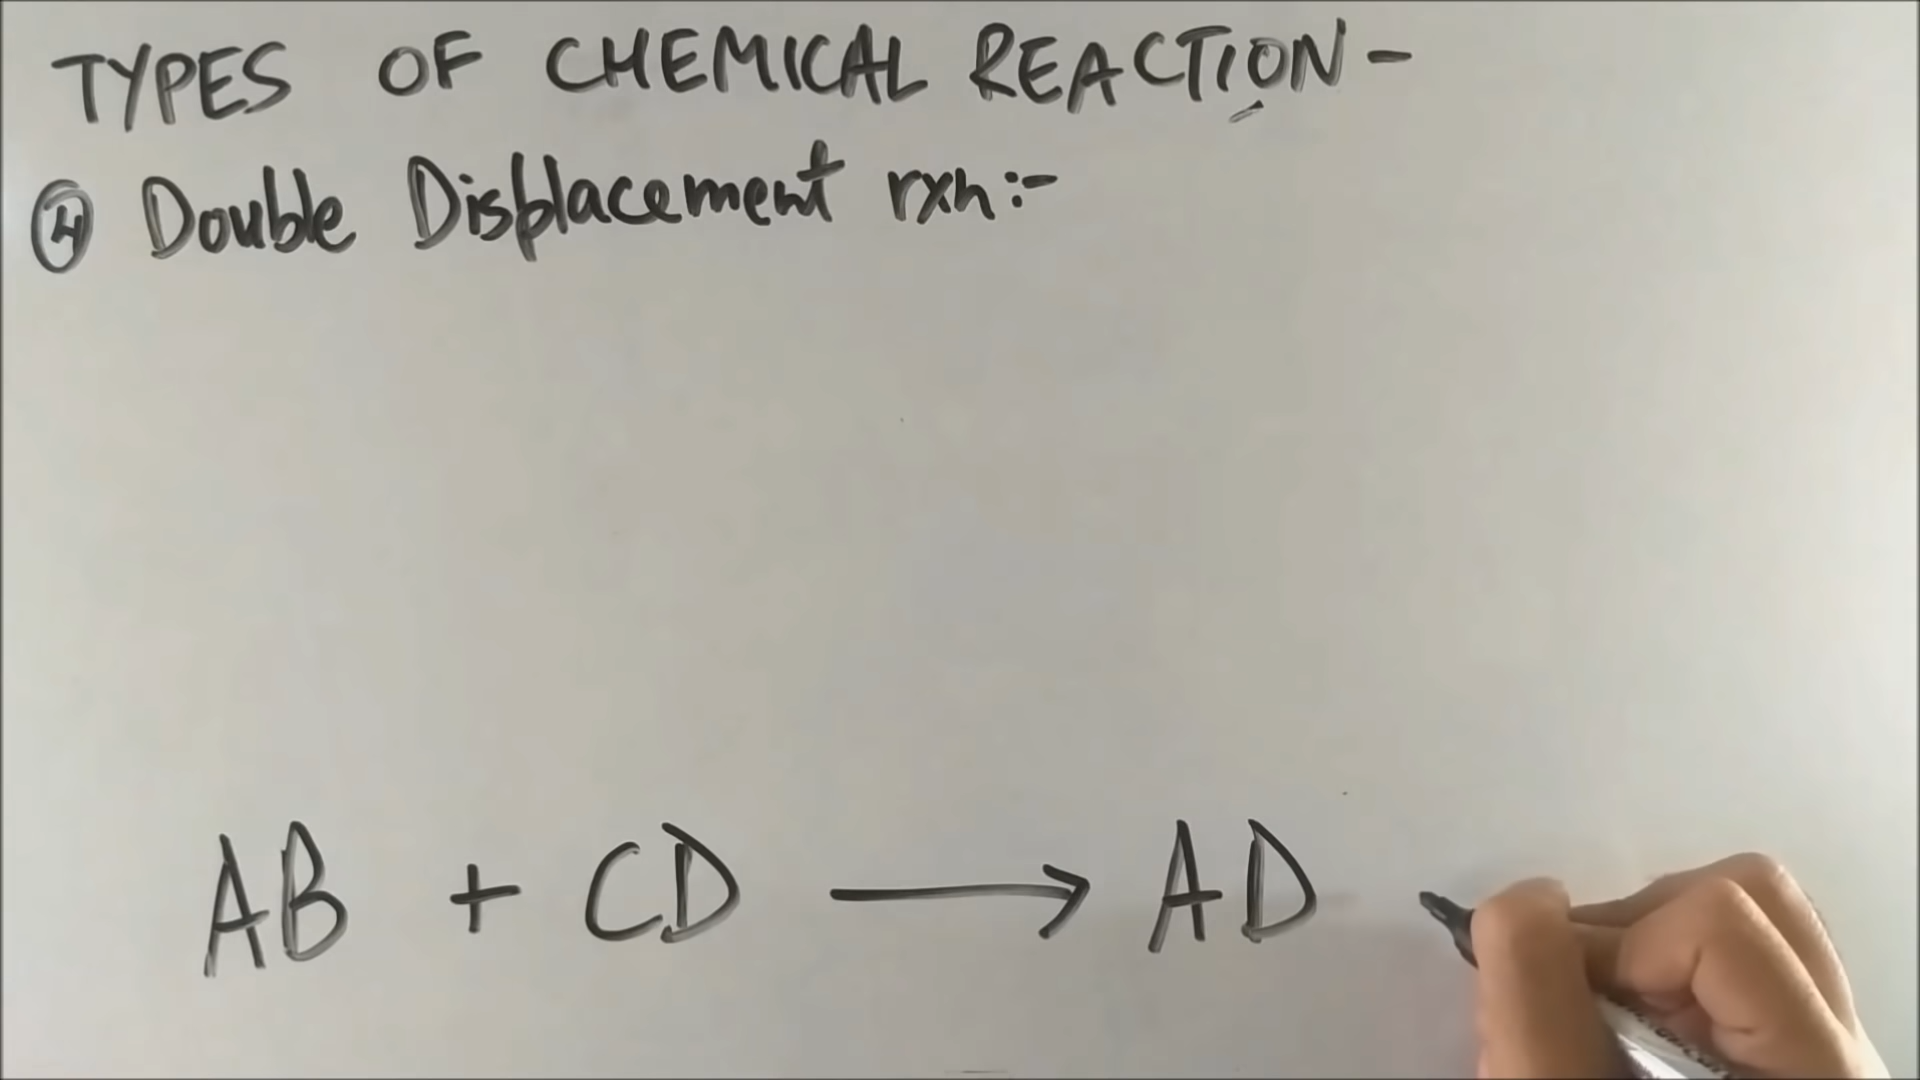 TYPES OF CHEMICAL REACTION-
④ Double Displacement rxn:-
AB + CD → AD